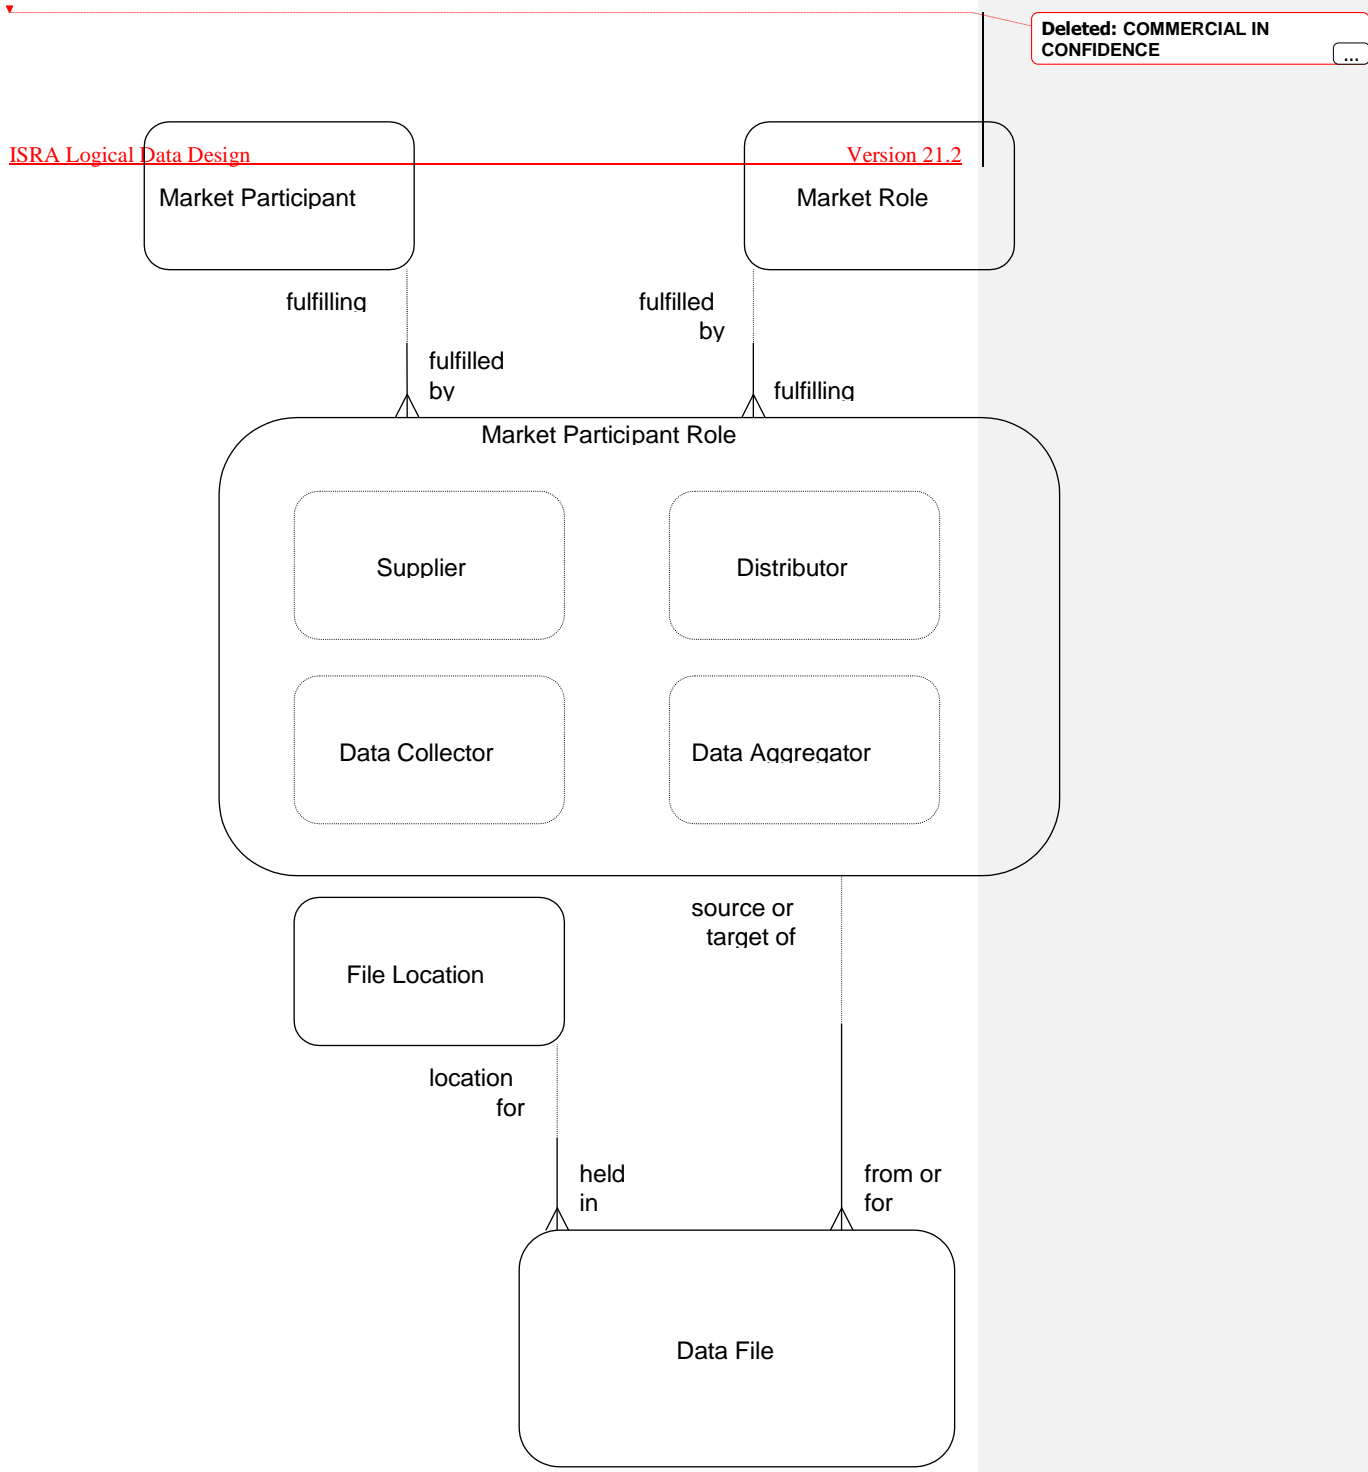 Deleted: COMMERCIAL IN
CONFIDENCE
...
ISRA Logical Data Design Version 21.2
Market Participant
Market Role
fulfilling
fulfilled
by
fulfilled
by
fulfilling
Market Participant Role
Supplier
Distributor
Data Collector
Data Aggregator
source or
target of
File Location
location
for
held
in
from or
for
Data File